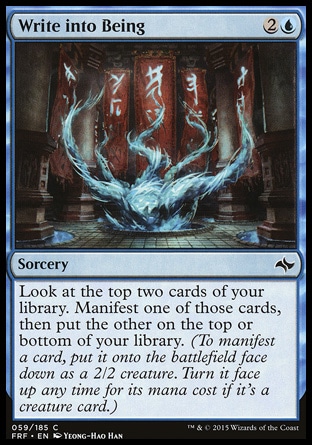 Write into Being 2
Sorcery
Look at the top two cards of your
library. Manifest one of those cards,
then put the other on the top or
bottom of your library. (To manifest
a card, put it onto the battlefield face
down as a 2/2 creature. Turn it face
up any time for its mana cost if it's a
creature card.)
059/185 C
FRF • EN Yeong-Hao Han
™ & © 2015 Wizards of the Coast